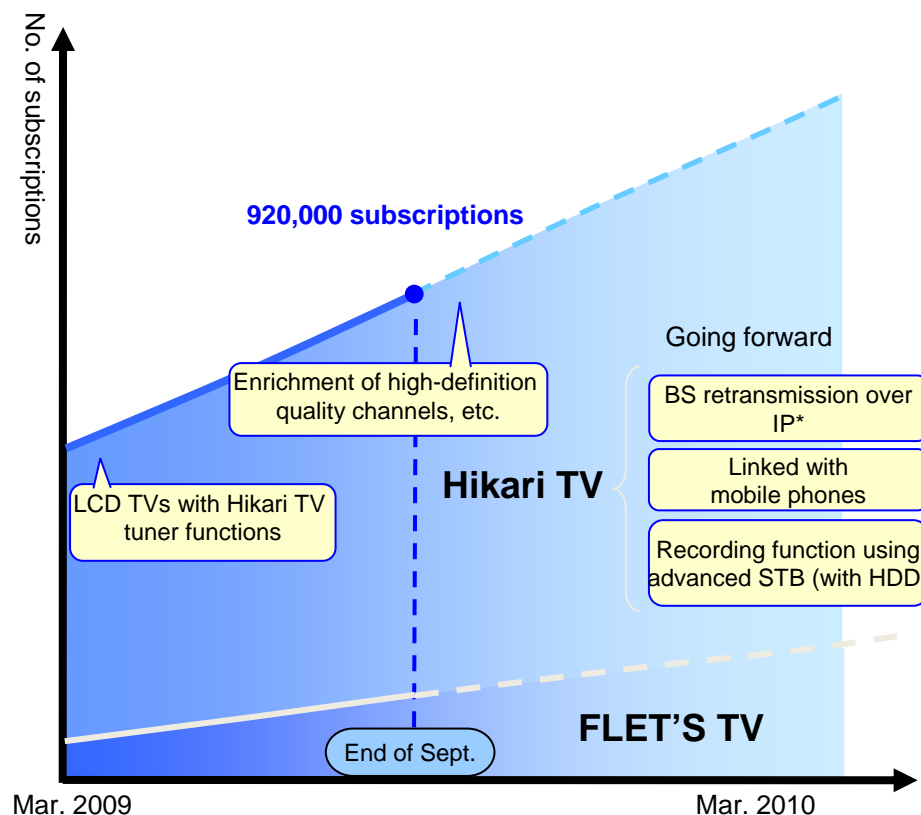 No. of subscriptions
920,000 subscriptions
Going forward
Enrichment of high-definition
quality channels, etc.
BS retransmission over
IP*
Hikari TV
Linked with
mobile phones
LCD TVs with Hikari TV
tuner functions
Recording function using
advanced STB (with HDD
FLET’S TV
End of Sept.
Mar. 2009
Mar. 2010